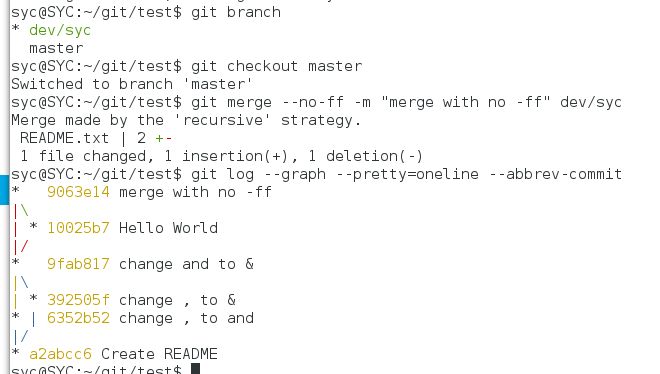 syc@SYC:~/git/test$ git branch
* dev/syc
  master
syc@SYC:~/git/test$ git checkout master
Switched to branch 'master'
syc@SYC:~/git/test$ git merge --no-ff -m "merge with no -ff" dev/syc
Merge made by the 'recursive' strategy.
 README.txt | 2 +-
 1 file changed, 1 insertion(+), 1 deletion(-)
syc@SYC:~/git/test$ git log --graph --pretty=oneline --abbrev-commit
*   9063e14 merge with no -ff
|\
| * 10025b7 Hello World
|/
*   9fab817 change and to &
|\
| * 392505f change , to &
* | 6352b52 change , to and
|/
* a2abcc6 Create README
syc@SYC:~/git/test$